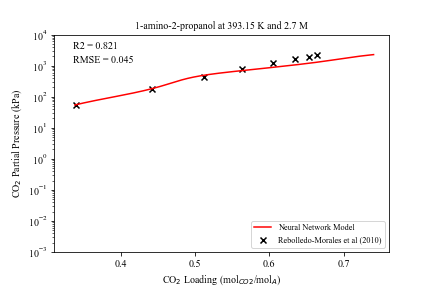 1-amino-2-propanol at 393.15 K and 2.7 M
R2 = 0.821
RMSE = 0.045
CO₂ Partial Pressure (kPa)
10⁴
10³
10²
10¹
10⁰
10⁻¹
10⁻²
10⁻³
Neural Network Model
Rebolledo-Morales et al (2010)
0.4 0.5 0.6 0.7
CO₂ Loading (mol_CO2/mol_A)